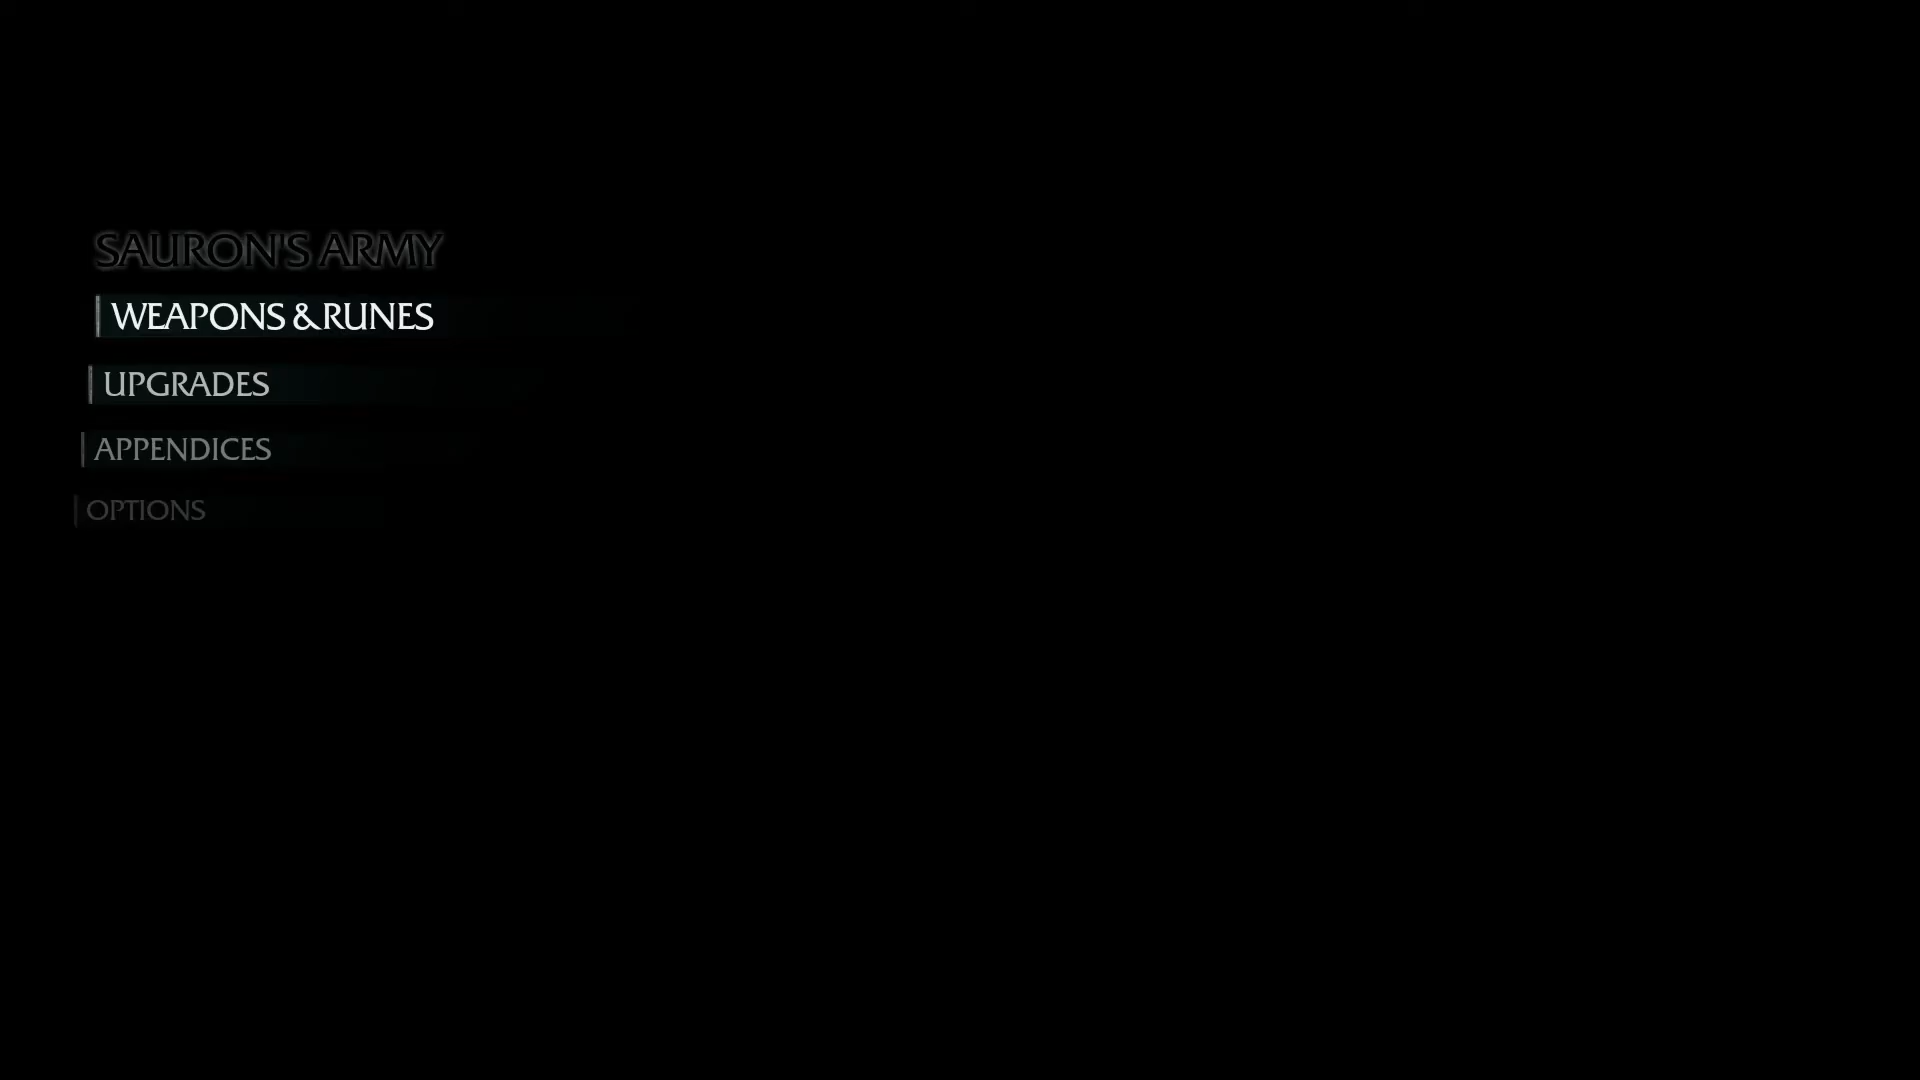 SAURON'S ARMY
WEAPONS & RUNES
UPGRADES
APPENDICES
OPTIONS